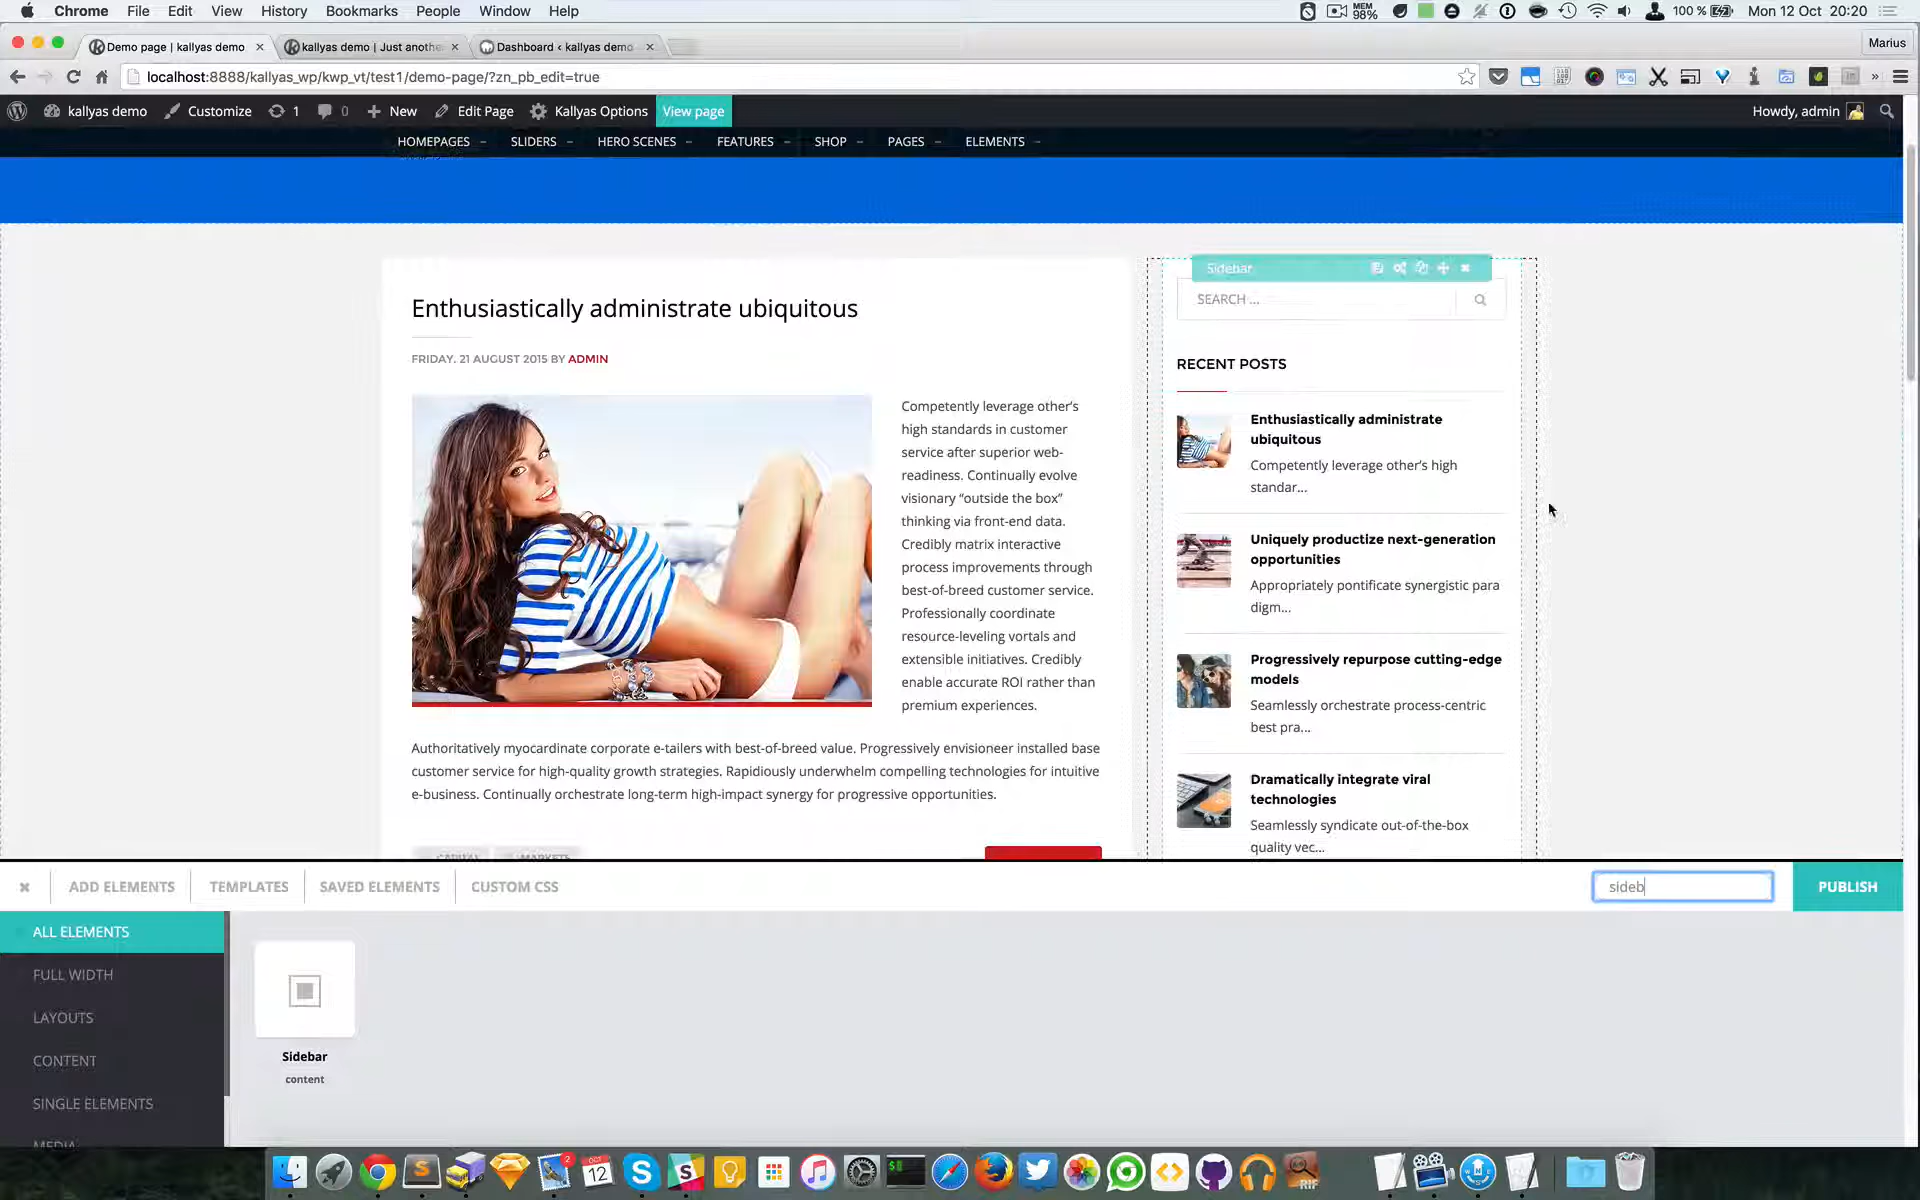 Chrome File Edit View History Bookmarks People Window Help MEM 98% 100 % Mon 12 Oct 20:20
Demo page | kallyas demo kallyas demo | Just anothe Dashboard ‹ kallyas demo Marius
localhost:8888/kallyas_wp/kwp_vt/test1/demo-page/?zn_pb_edit=true
kallyas demo Customize 1 0 New Edit Page Kallyas Options View page Howdy, admin
HOMEPAGES SLIDERS HERO SCENES FEATURES SHOP PAGES ELEMENTS
Sidebar
SEARCH ...
Enthusiastically administrate ubiquitous
FRIDAY, 21 AUGUST 2015 BY ADMIN
Competently leverage other's
high standards in customer
service after superior web-
readiness. Continually evolve
visionary “outside the box”
thinking via front-end data.
Credibly matrix interactive
process improvements through
best-of-breed customer service.
Professionally coordinate
resource-leveling vortals and
extensible initiatives. Credibly
enable accurate ROI rather than
premium experiences.
Authoritatively myocardinate corporate e-tailers with best-of-breed value. Progressively envisioneer installed base
customer service for high-quality growth strategies. Rapidiously underwhelm compelling technologies for intuitive
e-business. Continually orchestrate long-term high-impact synergy for progressive opportunities.
RECENT POSTS
Enthusiastically administrate
ubiquitous
Competently leverage other's high
standar...
Uniquely productize next-generation
opportunities
Appropriately pontificate synergistic para
digm...
Progressively repurpose cutting-edge
models
Seamlessly orchestrate process-centric
best pra...
Dramatically integrate viral
technologies
Seamlessly syndicate out-of-the-box
quality vec...
ADD ELEMENTS TEMPLATES SAVED ELEMENTS CUSTOM CSS sideb PUBLISH
ALL ELEMENTS
FULL WIDTH
LAYOUTS
CONTENT
SINGLE ELEMENTS
MEDIA
Sidebar
content
2 OCT 12